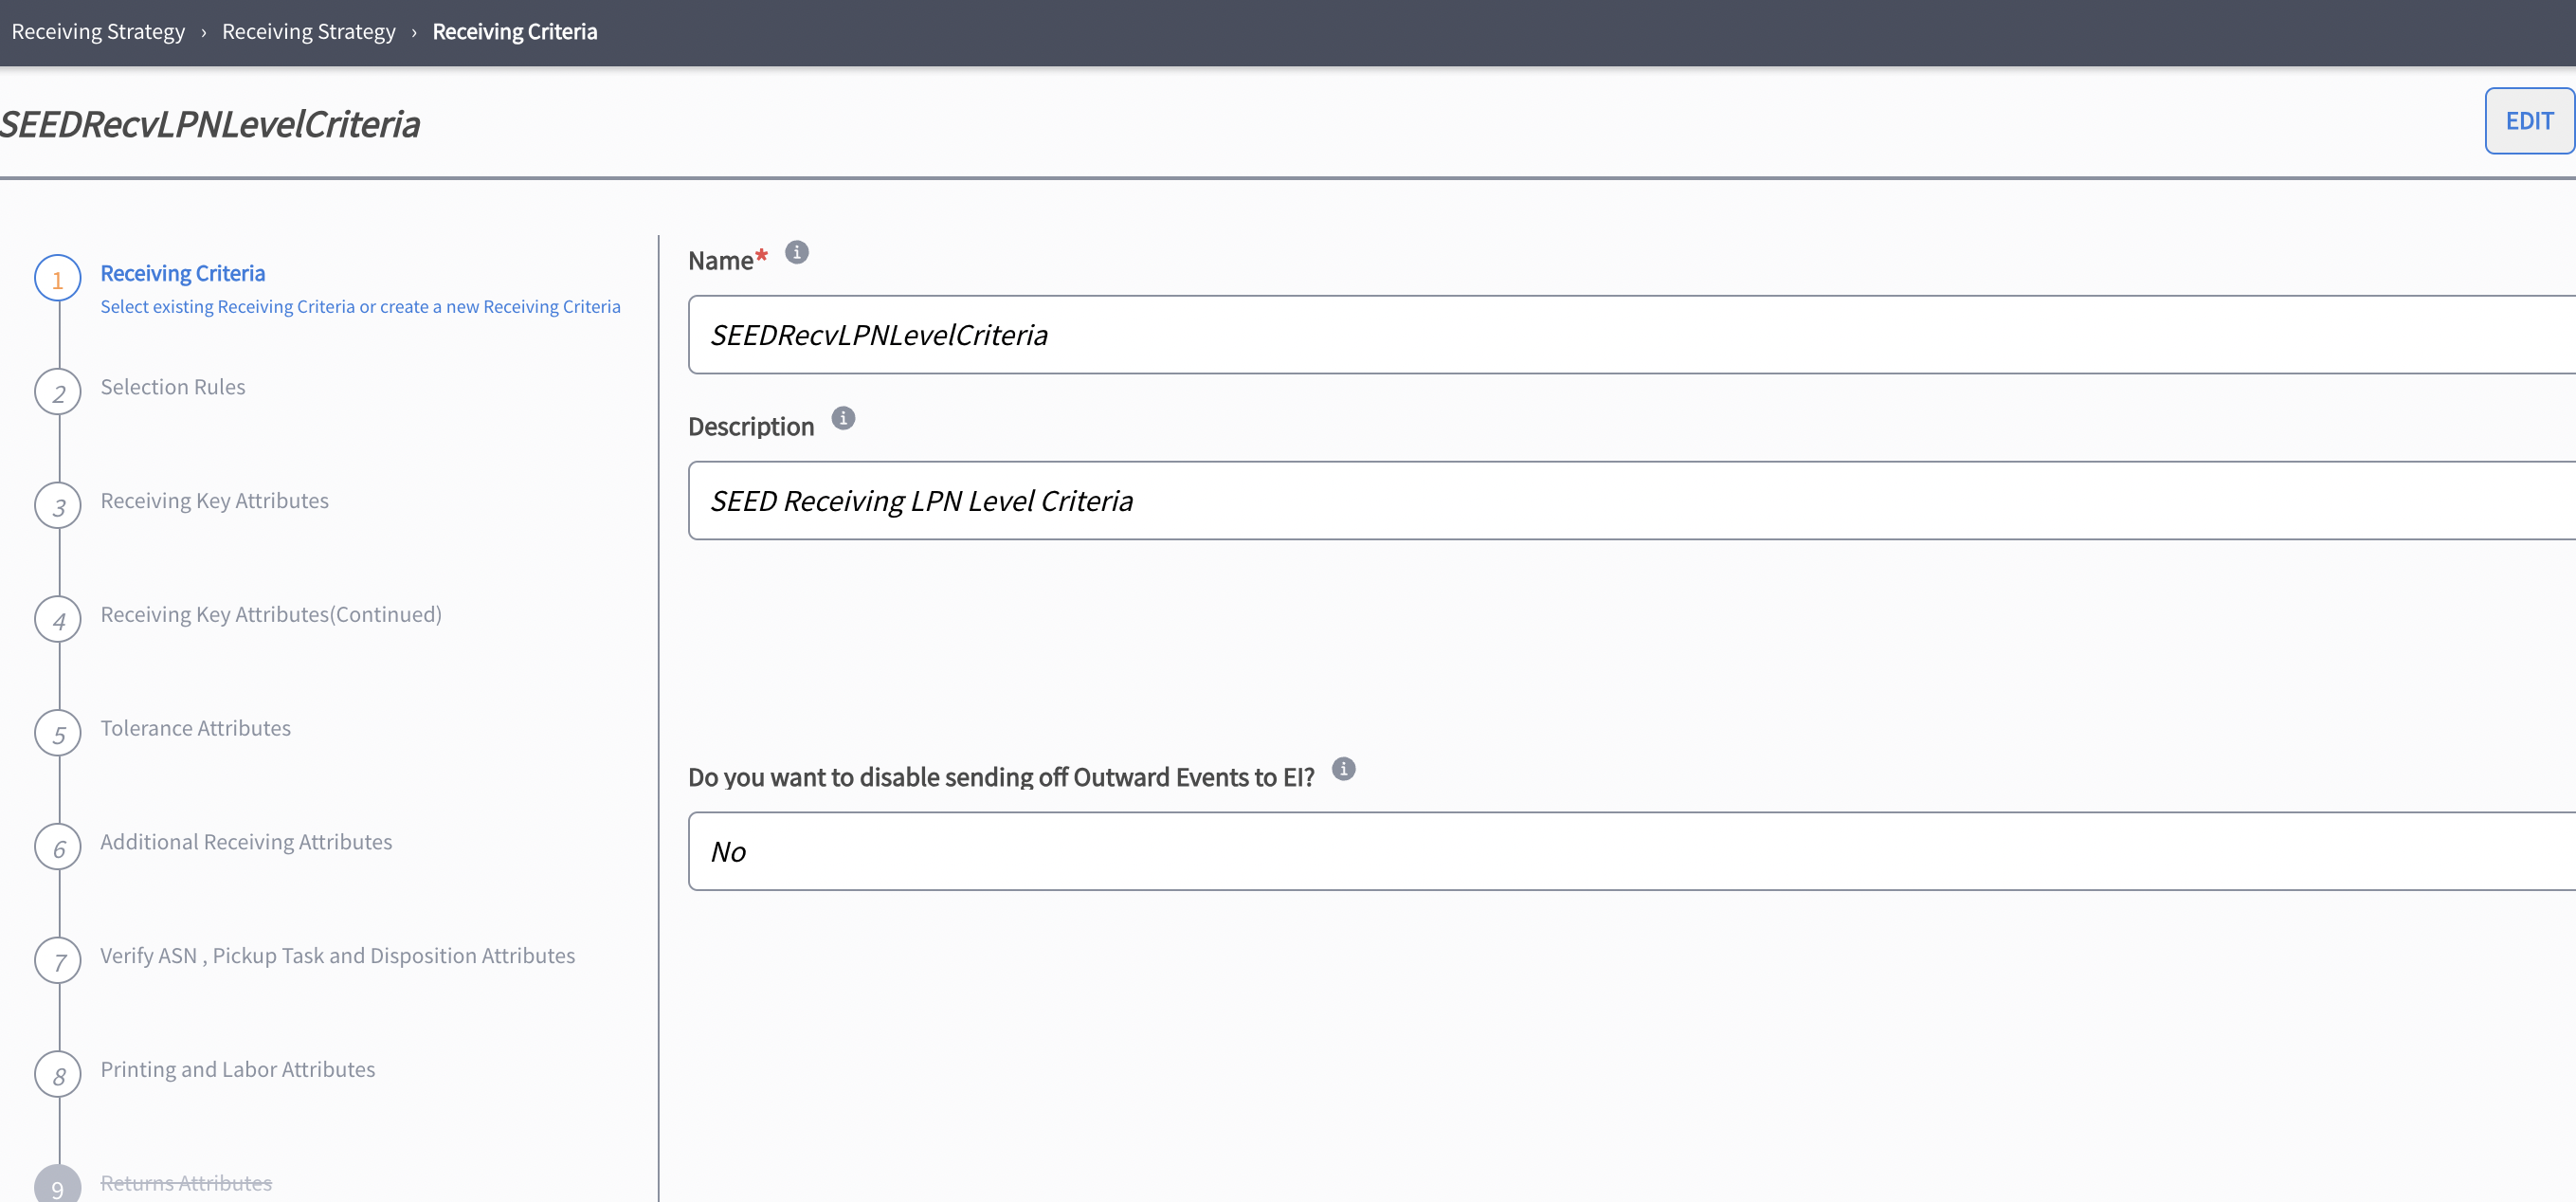 Receiving Strategy › Receiving Strategy › Receiving Criteria
SEEDRecvLPNLevelCriteria
EDIT
1 Receiving Criteria
Select existing Receiving Criteria or create a new Receiving Criteria
2 Selection Rules
3 Receiving Key Attributes
4 Receiving Key Attributes(Continued)
5 Tolerance Attributes
6 Additional Receiving Attributes
7 Verify ASN , Pickup Task and Disposition Attributes
8 Printing and Labor Attributes
9 Returns Attributes
Name* i
SEEDRecvLPNLevelCriteria
Description i
SEED Receiving LPN Level Criteria
Do you want to disable sending off Outward Events to EI? i
No